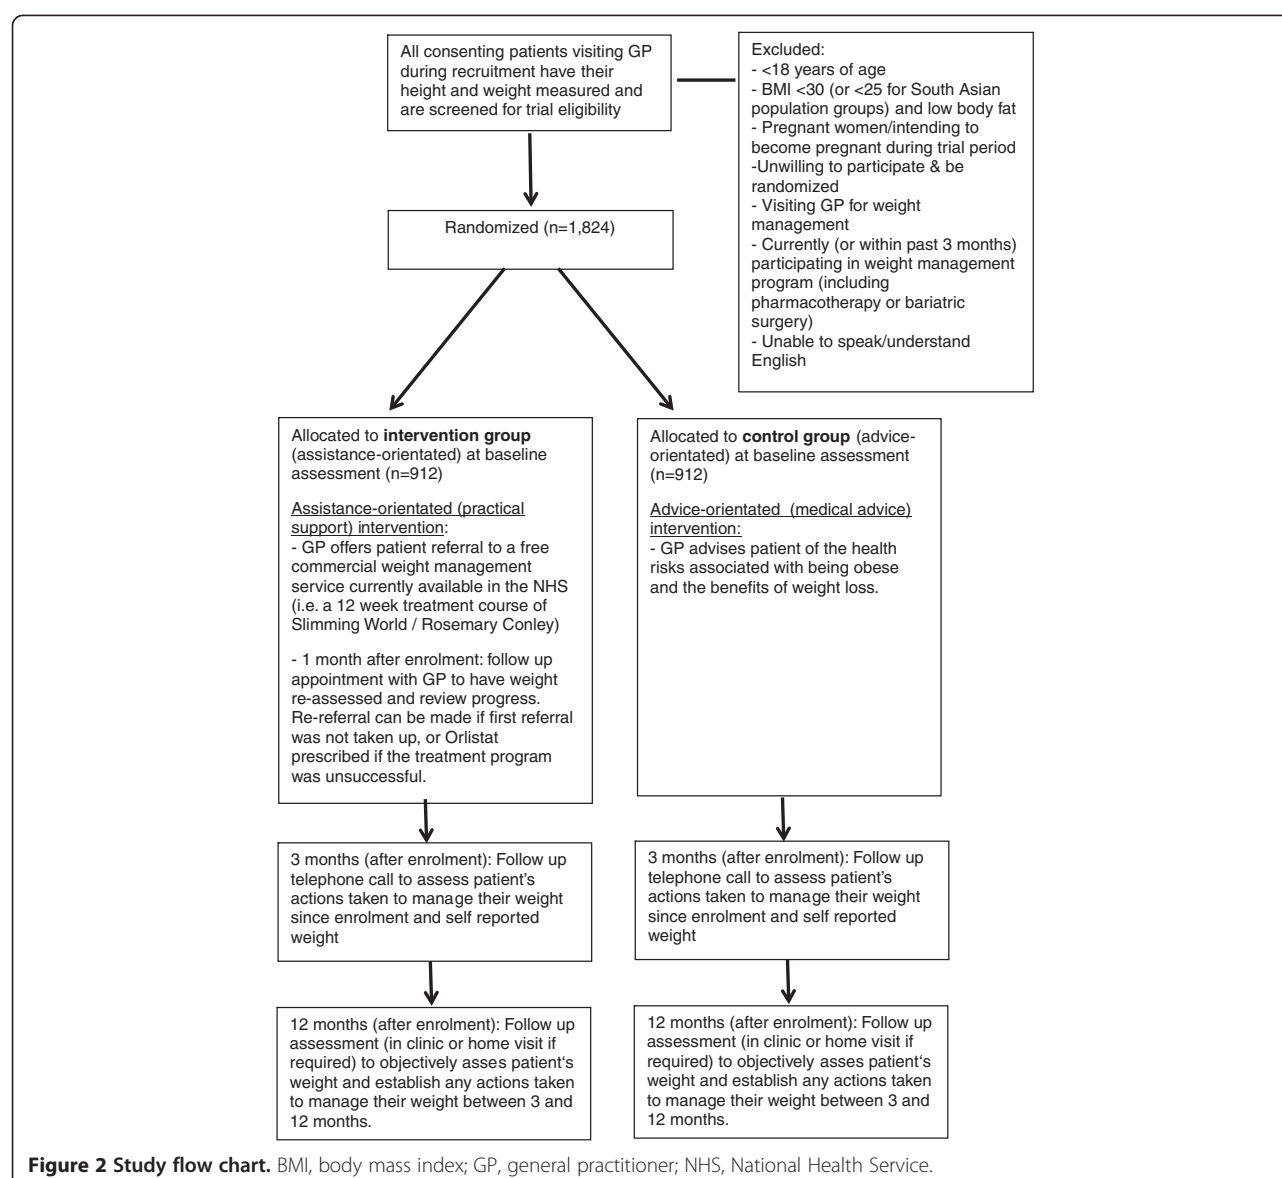 All consenting patients visiting GP
during recruitment have their
height and weight measured and
are screened for trial eligibility
Excluded:
- <18 years of age
- BMI <30 (or <25 for South Asian
population groups) and low body fat
- Pregnant women/intending to
become pregnant during trial period
-Unwilling to participate & be
randomized
- Visiting GP for weight
management
- Currently (or within past 3 months)
participating in weight management
program (including
pharmacotherapy or bariatric
surgery)
- Unable to speak/understand
English
Randomized (n=1,824)
Allocated to intervention group
(assistance-orientated) at baseline
assessment (n=912)
Assistance-orientated (practical
support) intervention:
- GP offers patient referral to a free
commercial weight management
service currently available in the NHS
(i.e. a 12 week treatment course of
Slimming World / Rosemary Conley)
- 1 month after enrolment: follow up
appointment with GP to have weight
re-assessed and review progress.
Re-referral can be made if first referral
was not taken up, or Orlistat
prescribed if the treatment program
was unsuccessful.
Allocated to control group (advice-
orientated) at baseline assessment
(n=912)
Advice-orientated (medical advice)
intervention:
- GP advises patient of the health
risks associated with being obese
and the benefits of weight loss.
3 months (after enrolment): Follow up
telephone call to assess patient's
actions taken to manage their weight
since enrolment and self reported
weight
3 months (after enrolment): Follow up
telephone call to assess patient's
actions taken to manage their weight
since enrolment and self reported
weight
12 months (after enrolment): Follow up
assessment (in clinic or home visit if
required) to objectively asses patient‘s
weight and establish any actions taken
to manage their weight between 3 and
12 months.
12 months (after enrolment): Follow up
assessment (in clinic or home visit if
required) to objectively asses patient‘s
weight and establish any actions taken
to manage their weight between 3 and
12 months.
Figure 2 Study flow chart. BMI, body mass index; GP, general practitioner; NHS, National Health Service.